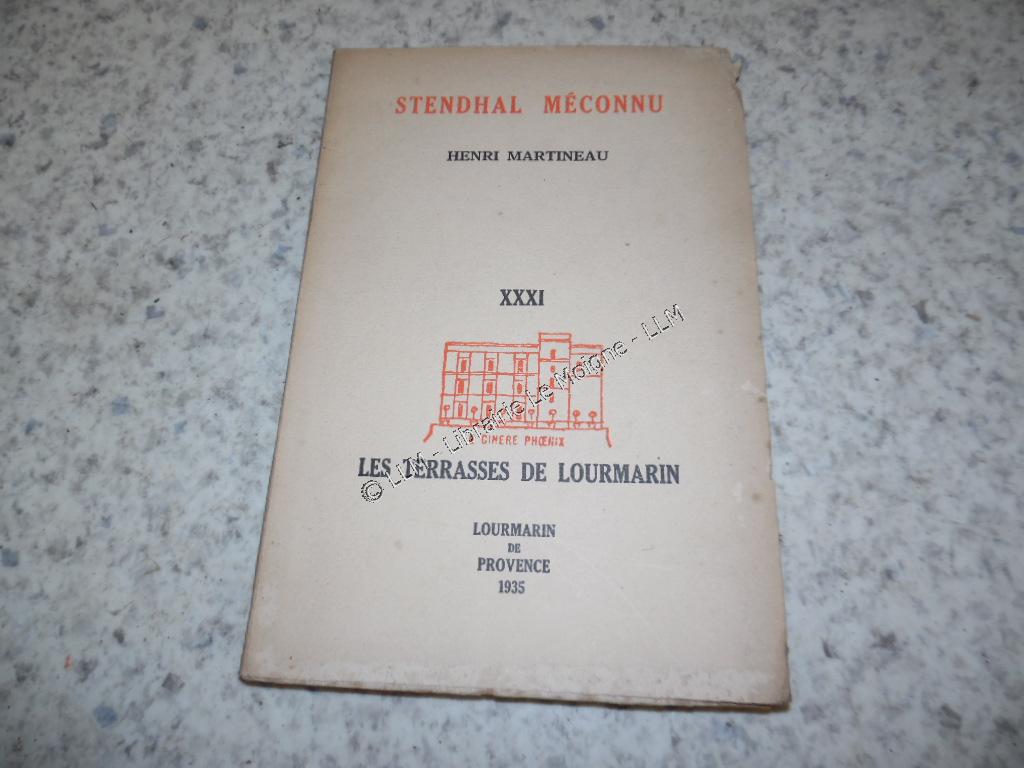 STENDHAL MÉCONNU
HENRI MARTINEAU
XXXI
CINERE PHŒNIX
LES TERRASSES DE LOURMARIN
LOURMARIN
DE
PROVENCE
1935
© LLM - Librairie Le Moigne - LLM